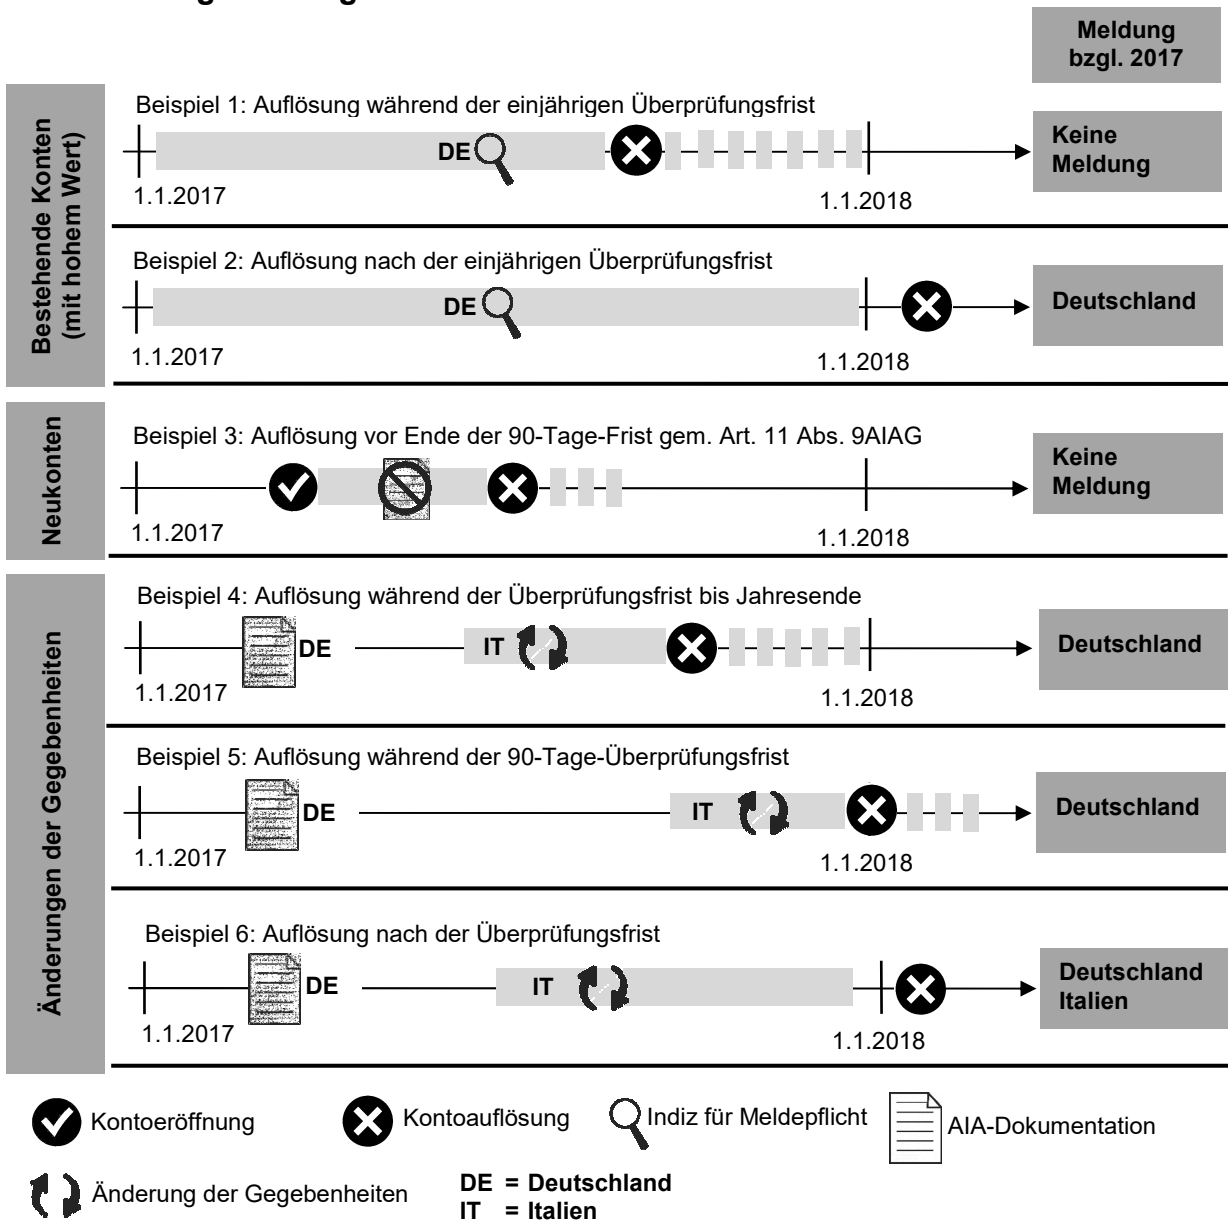 Meldung
bzgl. 2017
Bestehende Konten
(mit hohem Wert)
Beispiel 1: Auflösung während der einjährigen Überprüfungsfrist
DE
1.1.2017
1.1.2018
Keine
Meldung
Beispiel 2: Auflösung nach der einjährigen Überprüfungsfrist
DE
1.1.2017
1.1.2018
Deutschland
Neukonten
Beispiel 3: Auflösung vor Ende der 90-Tage-Frist gem. Art. 11 Abs. 9AIAG
1.1.2017
1.1.2018
Keine
Meldung
Änderungen der Gegebenheiten
Beispiel 4: Auflösung während der Überprüfungsfrist bis Jahresende
DE
IT
1.1.2017
1.1.2018
Deutschland
Beispiel 5: Auflösung während der 90-Tage-Überprüfungsfrist
DE
IT
1.1.2017
1.1.2018
Deutschland
Beispiel 6: Auflösung nach der Überprüfungsfrist
DE
IT
1.1.2017
1.1.2018
Deutschland
Italien
Kontoeröffnung
Kontoauflösung
Indiz für Meldepflicht
AIA-Dokumentation
Änderung der Gegebenheiten
DE = Deutschland
IT = Italien